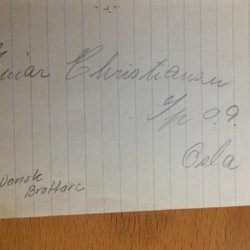 Einar Christiansen
c/o O.J.
Oslo
Dansk
Brottare